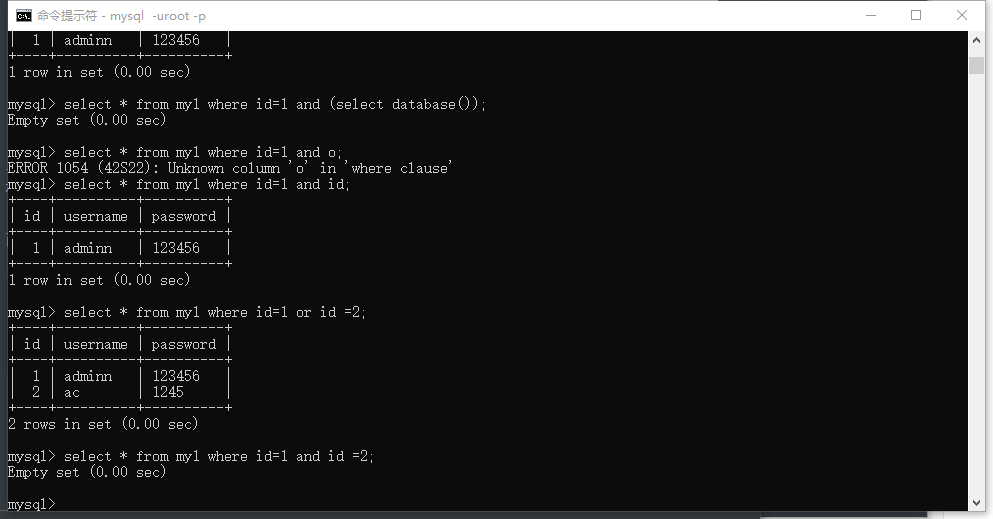 命令提示符 - mysql  -uroot -p
|  1 | adminn   | 123456   |
+----+----------+----------+
1 row in set (0.00 sec)
mysql> select * from my1 where id=1 and (select database());
Empty set (0.00 sec)
mysql> select * from my1 where id=1 and o;
ERROR 1054 (42S22): Unknown column 'o' in 'where clause'
mysql> select * from my1 where id=1 and id;
+----+----------+----------+
| id | username | password |
+----+----------+----------+
|  1 | adminn   | 123456   |
+----+----------+----------+
1 row in set (0.00 sec)
mysql> select * from my1 where id=1 or id =2;
+----+----------+----------+
| id | username | password |
+----+----------+----------+
|  1 | adminn   | 123456   |
|  2 | ac       | 1245     |
+----+----------+----------+
2 rows in set (0.00 sec)
mysql> select * from my1 where id=1 and id =2;
Empty set (0.00 sec)
mysql>